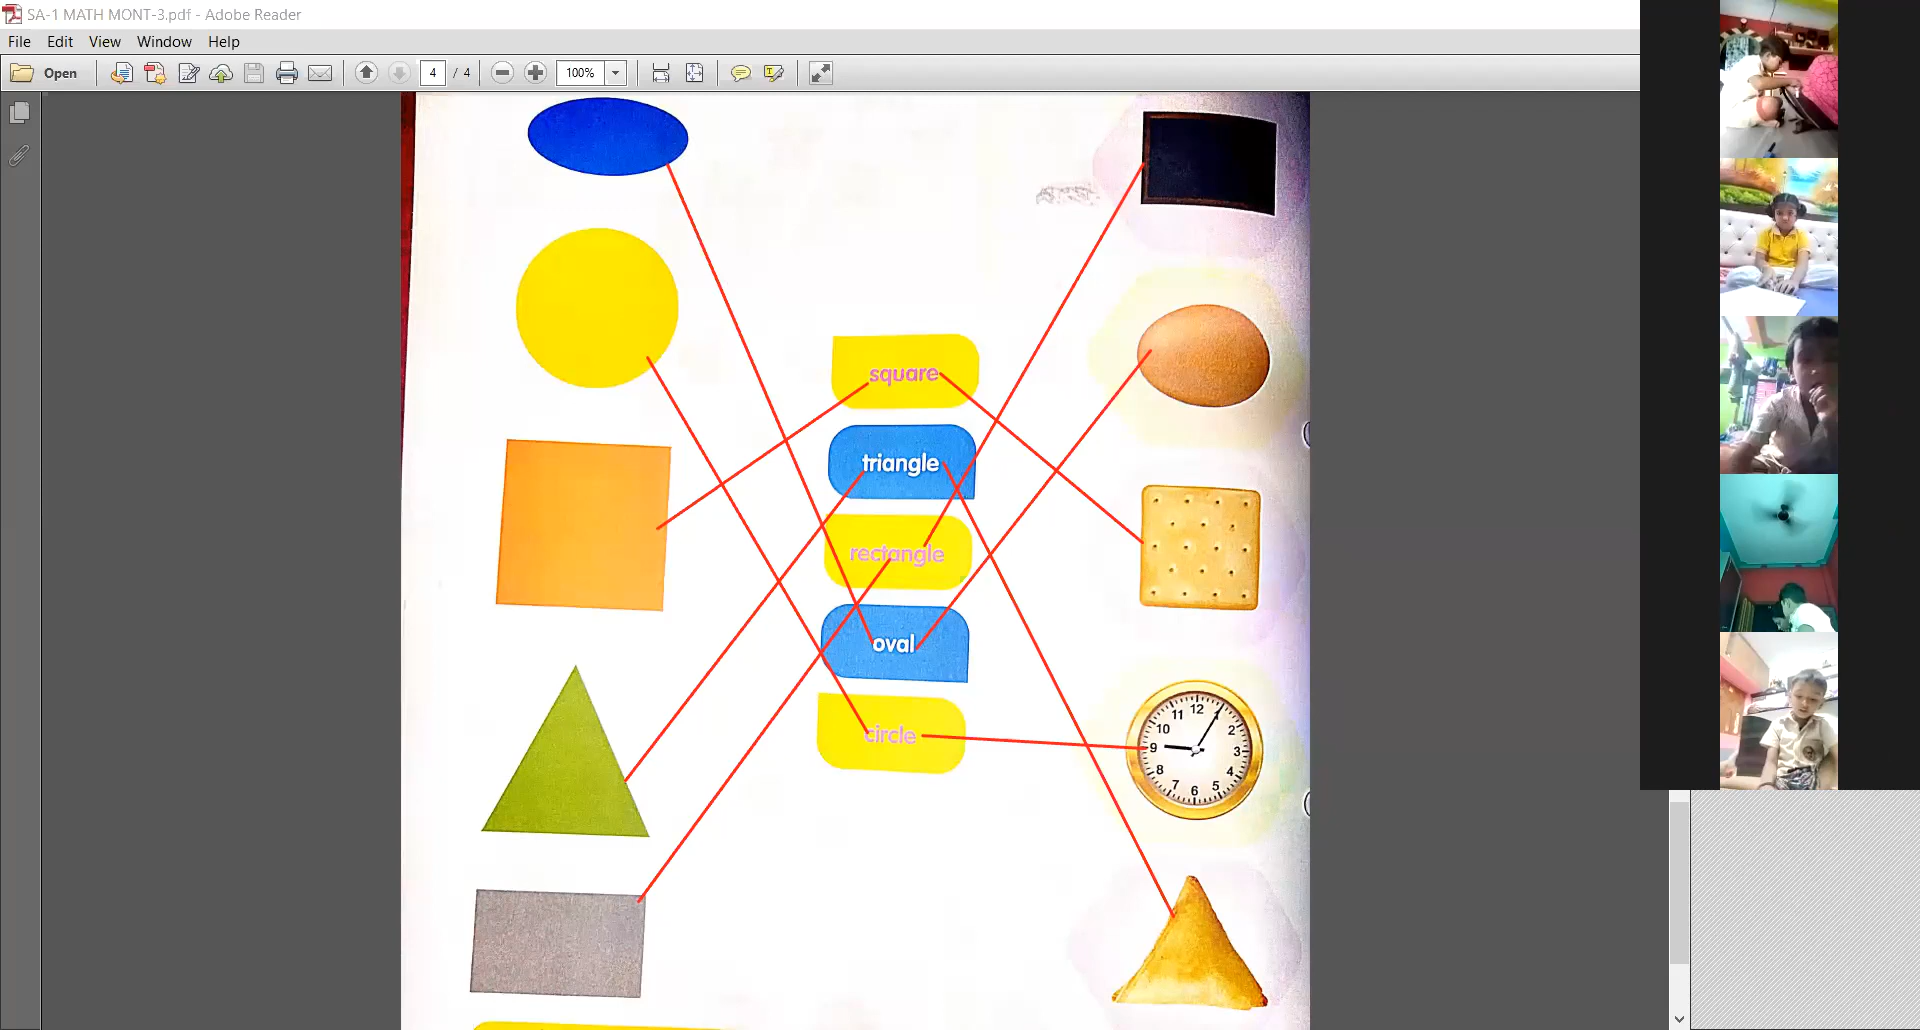 SA-1 MATH MONT-3.pdf - Adobe Reader
File Edit View Window Help
Open 4 / 4 100%
square
triangle
rectangle
oval
circle
12
11
10 2
9 3
8 4
7 6 5